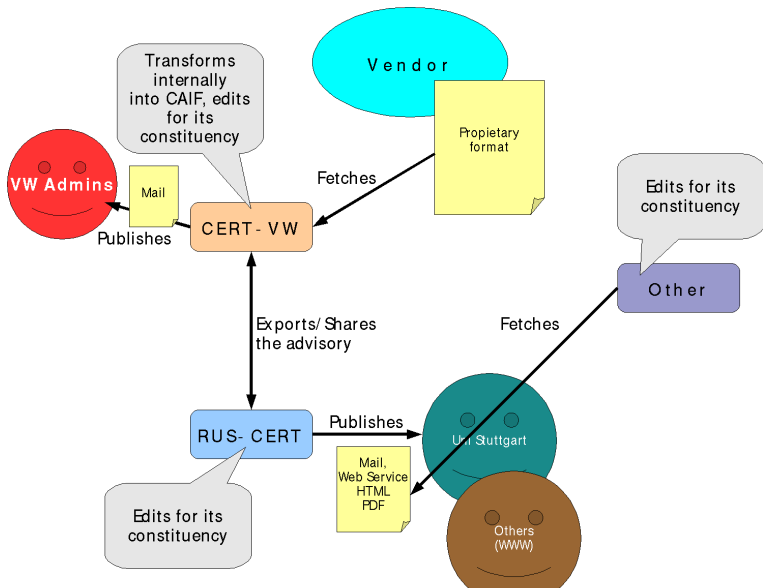 Vendor
Transforms
internally
into CAIF, edits
for its
constituency
Propietary
format
VW Admins
Mail
Fetches
Edits for its
constituency
Publishes
CERT- VW
Other
Exports/Shares
the advisory
Fetches
RUS- CERT
Publishes
Uni Stuttgart
Mail,
Web Service
HTML
PDF
Edits for its
constituency
Others
(WWW)